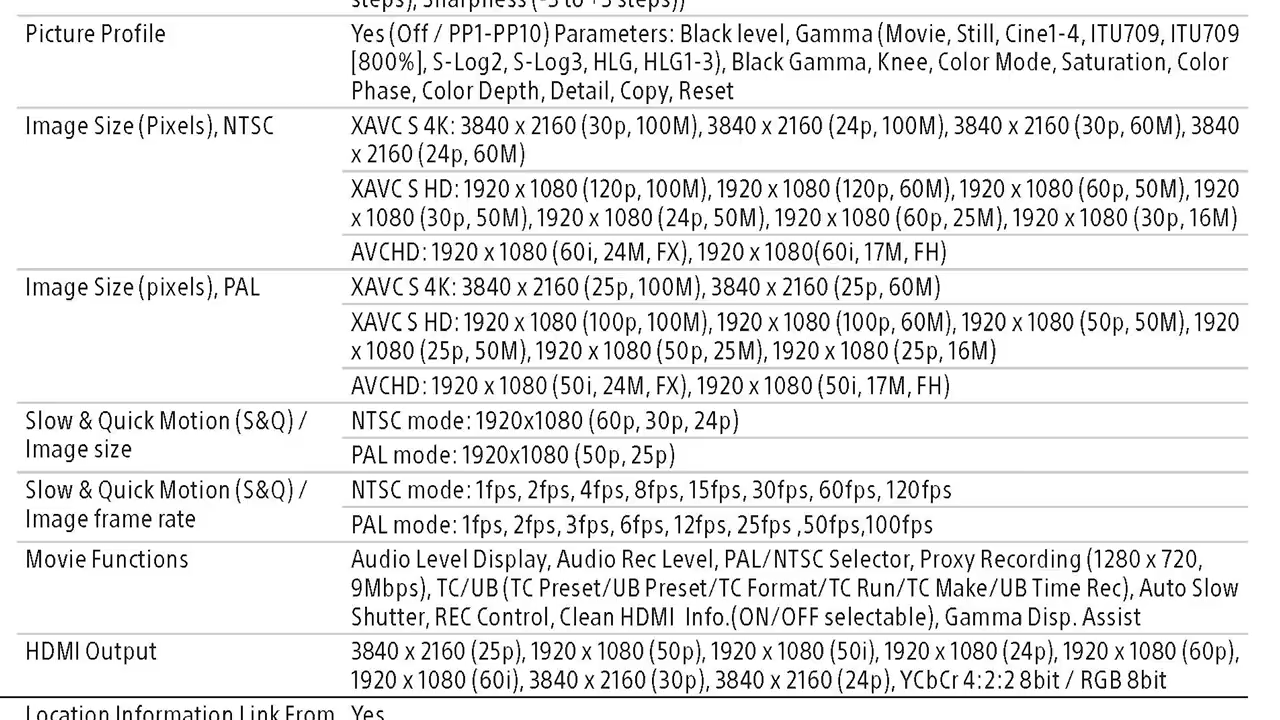 steps), Sharpness (-3 to +3 steps))
Picture Profile
Yes (Off / PP1-PP10) Parameters: Black level, Gamma (Movie, Still, Cine1-4, ITU709, ITU709
[800%], S-Log2, S-Log3, HLG, HLG1-3), Black Gamma, Knee, Color Mode, Saturation, Color
Phase, Color Depth, Detail, Copy, Reset
Image Size (Pixels), NTSC
XAVC S 4K: 3840 x 2160 (30p, 100M), 3840 x 2160 (24p, 100M), 3840 x 2160 (30p, 60M), 3840
x 2160 (24p, 60M)
XAVC S HD: 1920 x 1080 (120p, 100M), 1920 x 1080 (120p, 60M), 1920 x 1080 (60p, 50M), 1920
x 1080 (30p, 50M), 1920 x 1080 (24p, 50M), 1920 x 1080 (60p, 25M), 1920 x 1080 (30p, 16M)
AVCHD: 1920 x 1080 (60i, 24M, FX), 1920 x 1080(60i, 17M, FH)
Image Size (pixels), PAL
XAVC S 4K: 3840 x 2160 (25p, 100M), 3840 x 2160 (25p, 60M)
XAVC S HD: 1920 x 1080 (100p, 100M), 1920 x 1080 (100p, 60M), 1920 x 1080 (50p, 50M), 1920
x 1080 (25p, 50M), 1920 x 1080 (50p, 25M), 1920 x 1080 (25p, 16M)
AVCHD: 1920 x 1080 (50i, 24M, FX), 1920 x 1080 (50i, 17M, FH)
Slow & Quick Motion (S&Q) /
Image size
NTSC mode: 1920x1080 (60p, 30p, 24p)
PAL mode: 1920x1080 (50p, 25p)
Slow & Quick Motion (S&Q) /
Image frame rate
NTSC mode: 1fps, 2fps, 4fps, 8fps, 15fps, 30fps, 60fps, 120fps
PAL mode: 1fps, 2fps, 3fps, 6fps, 12fps, 25fps ,50fps,100fps
Movie Functions
Audio Level Display, Audio Rec Level, PAL/NTSC Selector, Proxy Recording (1280 x 720,
9Mbps), TC/UB (TC Preset/UB Preset/TC Format/TC Run/TC Make/UB Time Rec), Auto Slow
Shutter, REC Control, Clean HDMI Info.(ON/OFF selectable), Gamma Disp. Assist
HDMI Output
3840 x 2160 (25p), 1920 x 1080 (50p), 1920 x 1080 (50i), 1920 x 1080 (24p), 1920 x 1080 (60p),
1920 x 1080 (60i), 3840 x 2160 (30p), 3840 x 2160 (24p), YCbCr 4:2:2 8bit / RGB 8bit
Location Information Link From
Yes